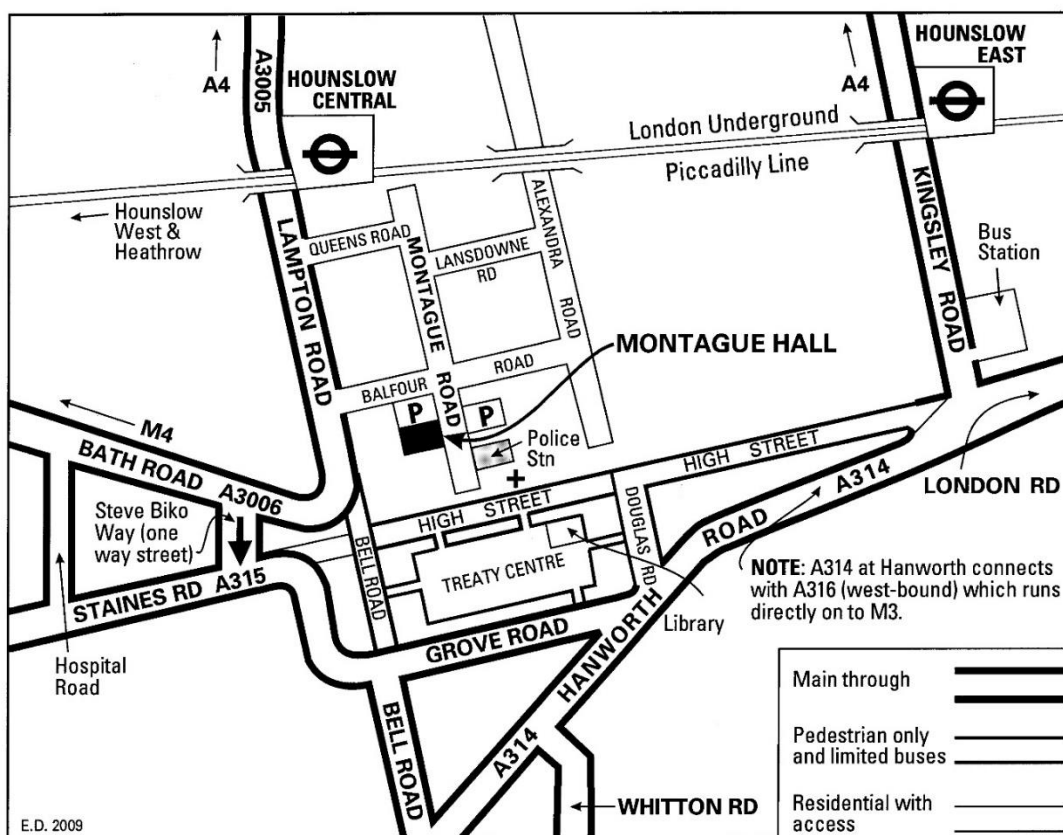 A4
A3005
HOUNSLOW
CENTRAL
A4
HOUNSLOW
EAST
London Underground
Piccadilly Line
Hounslow
West &
Heathrow
LAMPTON ROAD
QUEENS ROAD
MONTAGUE ROAD
LANSDOWNE
RD
ALEXANDRA ROAD
KINGSLEY ROAD
Bus
Station
MONTAGUE HALL
BALFOUR ROAD
P
P
Police
Stn
M4
BATH ROAD A3006
Steve Biko
Way (one
way street)
STAINES RD A315
Hospital
Road
HIGH STREET
HIGH STREET
BELL ROAD
TREATY CENTRE
DOUGLAS RD
Library
GROVE ROAD
HANWORTH ROAD
A314
LONDON RD
NOTE: A314 at Hanworth connects
with A316 (west-bound) which runs
directly on to M3.
BELL ROAD
A314
WHITTON RD
Main through
Pedestrian only
and limited buses
Residential with
access
E.D. 2009